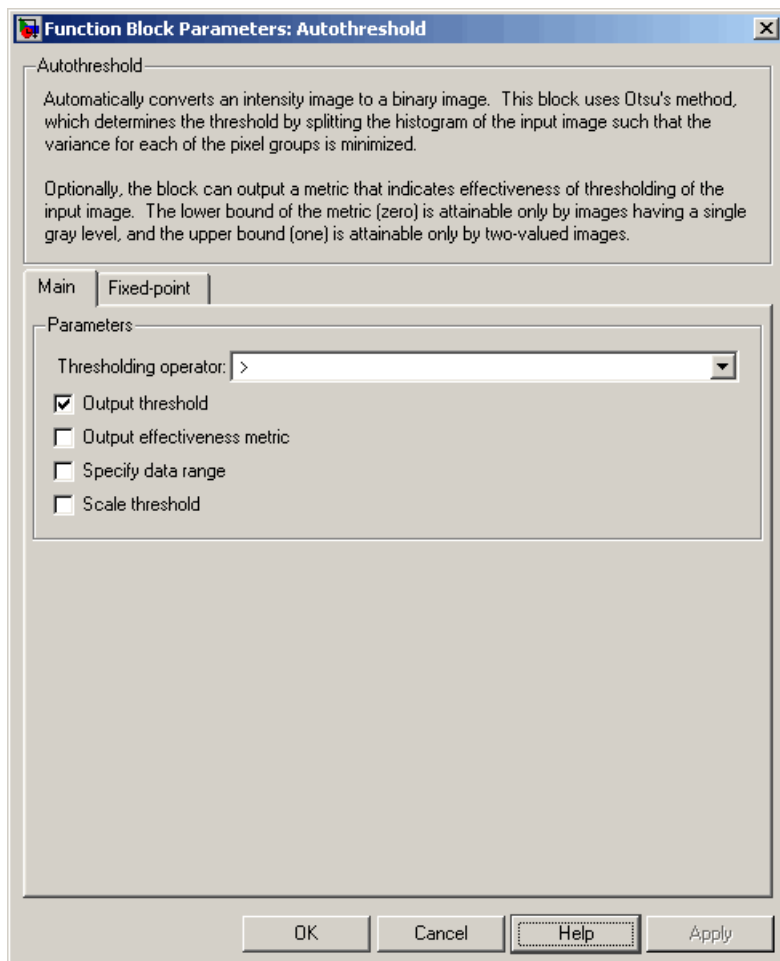 Function Block Parameters: Autothreshold
Autothreshold
Automatically converts an intensity image to a binary image.  This block uses Otsu's method,
which determines the threshold by splitting the histogram of the input image such that the
variance for each of the pixel groups is minimized.
Optionally, the block can output a metric that indicates effectiveness of thresholding of the
input image.  The lower bound of the metric (zero) is attainable only by images having a single
gray level, and the upper bound (one) is attainable only by two-valued images.
Main Fixed-point
Parameters
Thresholding operator: >
Output threshold
Output effectiveness metric
Specify data range
Scale threshold
OK Cancel Help Apply